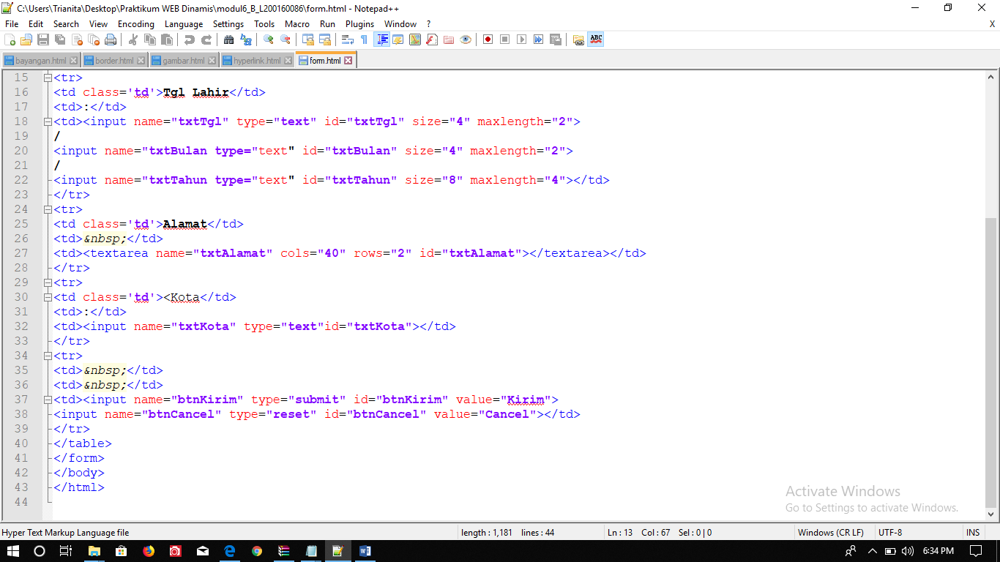 C:\Users\Trianita\Desktop\Praktikum WEB Dinamis\modul6_B_L200160086\form.html - Notepad++
File Edit Search View Encoding Language Settings Tools Macro Run Plugins Window ? X
ABC
bayangan.html border.html gambar.html hyperlink.html form.html
15 <tr>
16 <td class='td'>Tgl Lahir</td>
17 <td>:</td>
18 <td><input name="txtTgl" type="text" id="txtTgl" size="4" maxlength="2">
19 /
20 <input name="txtBulan type="text" id="txtBulan" size="4" maxlength="2">
21 /
22 <input name="txtTahun type="text" id="txtTahun" size="8" maxlength="4"></td>
23 </tr>
24 <tr>
25 <td class='td'>Alamat</td>
26 <td>&nbsp;</td>
27 <td><textarea name="txtAlamat" cols="40" rows="2" id="txtAlamat"></textarea></td>
28 </tr>
29 <tr>
30 <td class='td'><Kota</td>
31 <td>:</td>
32 <td><input name="txtKota" type="text"id="txtKota"></td>
33 </tr>
34 <tr>
35 <td>&nbsp;</td>
36 <td>&nbsp;</td>
37 <td><input name="btnKirim" type="submit" id="btnKirim" value="Kirim">
38 <input name="btnCancel" type="reset" id="btnCancel" value="Cancel"></td>
39 </tr>
40 </table>
41 </form>
42 </body>
43 </html>
44
Activate Windows
Go to Settings to activate Windows.
Hyper Text Markup Language file length : 1,181 lines : 44 Ln : 13 Col : 67 Sel : 0 | 0 Windows (CR LF) UTF-8 INS
6:34 PM